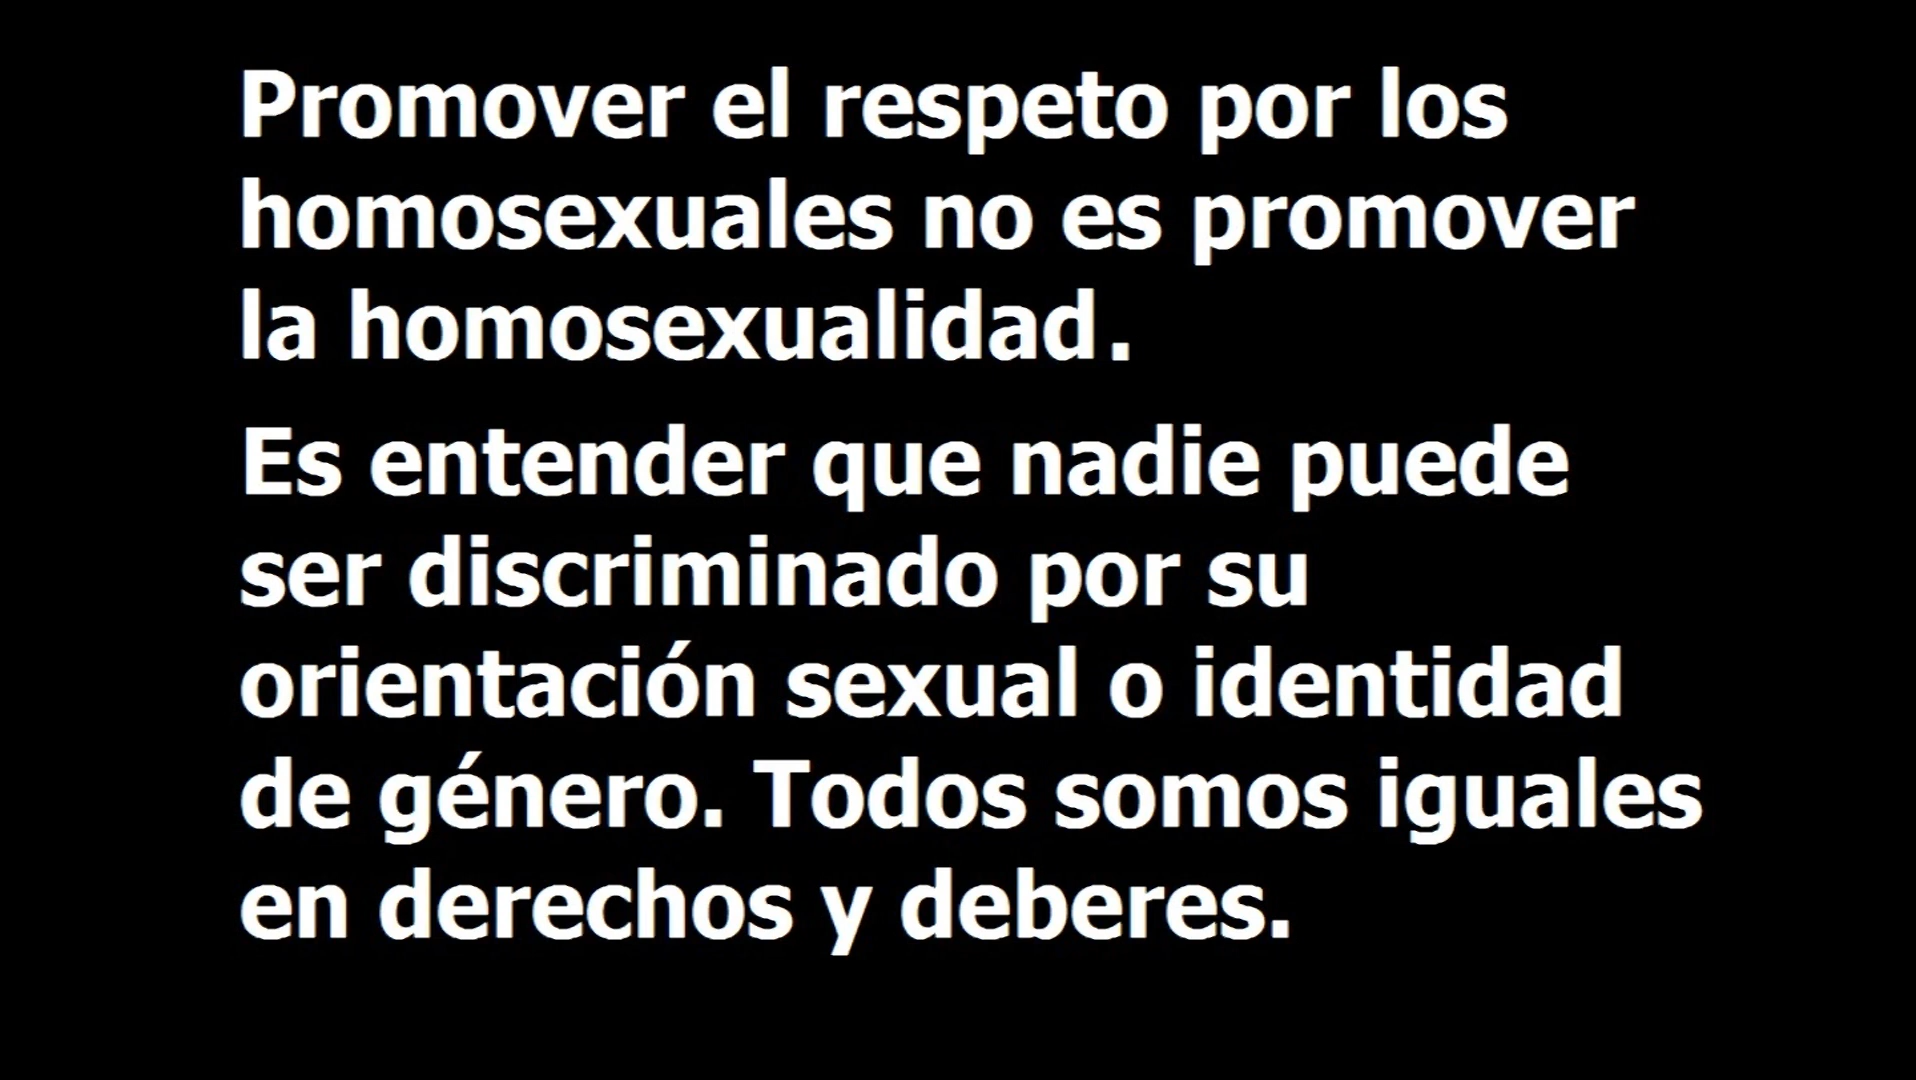 Promover el respeto por los
homosexuales no es promover
la homosexualidad.
Es entender que nadie puede
ser discriminado por su
orientación sexual o identidad
de género. Todos somos iguales
en derechos y deberes.